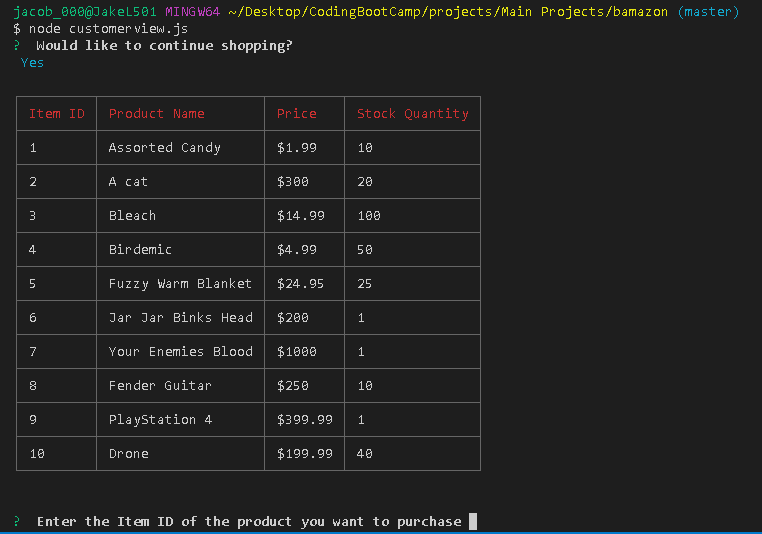 jacob_000@JakeL501 MINGW64 ~/Desktop/CodingBootCamp/projects/Main Projects/bamazon (master)
$ node customerview.js
? Would like to continue shopping?
Yes
Item ID Product Name Price Stock Quantity
1 Assorted Candy $1.99 10
2 A cat $300 20
3 Bleach $14.99 100
4 Birdemic $4.99 50
5 Fuzzy Warm Blanket $24.95 25
6 Jar Jar Binks Head $200 1
7 Your Enemies Blood $1000 1
8 Fender Guitar $250 10
9 PlayStation 4 $399.99 1
10 Drone $199.99 40
? Enter the Item ID of the product you want to purchase